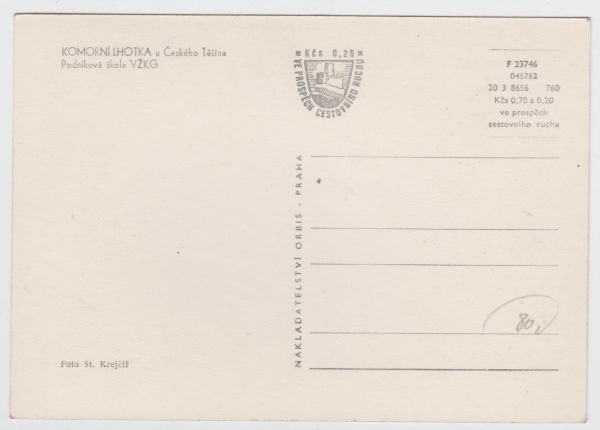 KOMORNÍ LHOTKA u Českého Těšína
Podniková škola VŽKG
Kčs 0,20
VE PROSPĚCH CESTOVNÍHO RUCHU
F 23746
045762
20 3 8656 760
Kčs 0,70 a 0,20
ve prospěch
cestovního ruchu
NAKLADATELSTVÍ ORBIS - PRAHA
80,
Foto St. Krejčíř